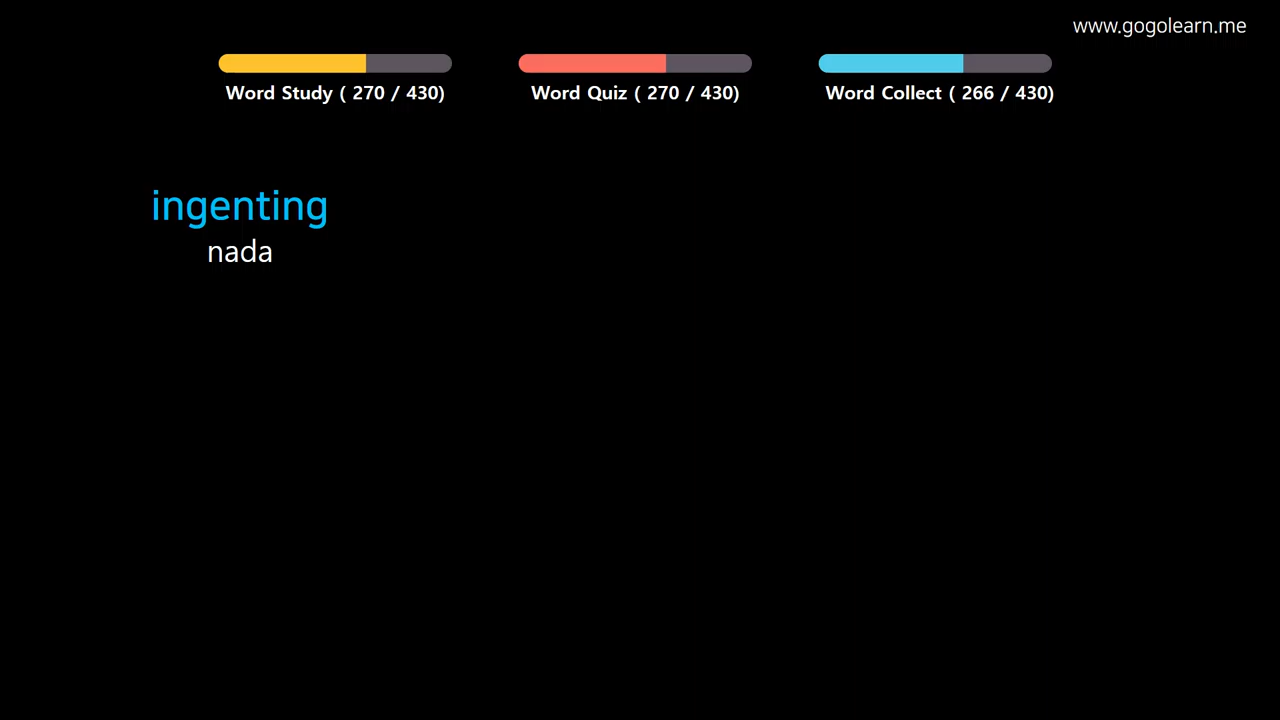 www.gogolearn.me
Word Study ( 270 / 430)
Word Quiz ( 270 / 430)
Word Collect ( 266 / 430)
ingenting
nada